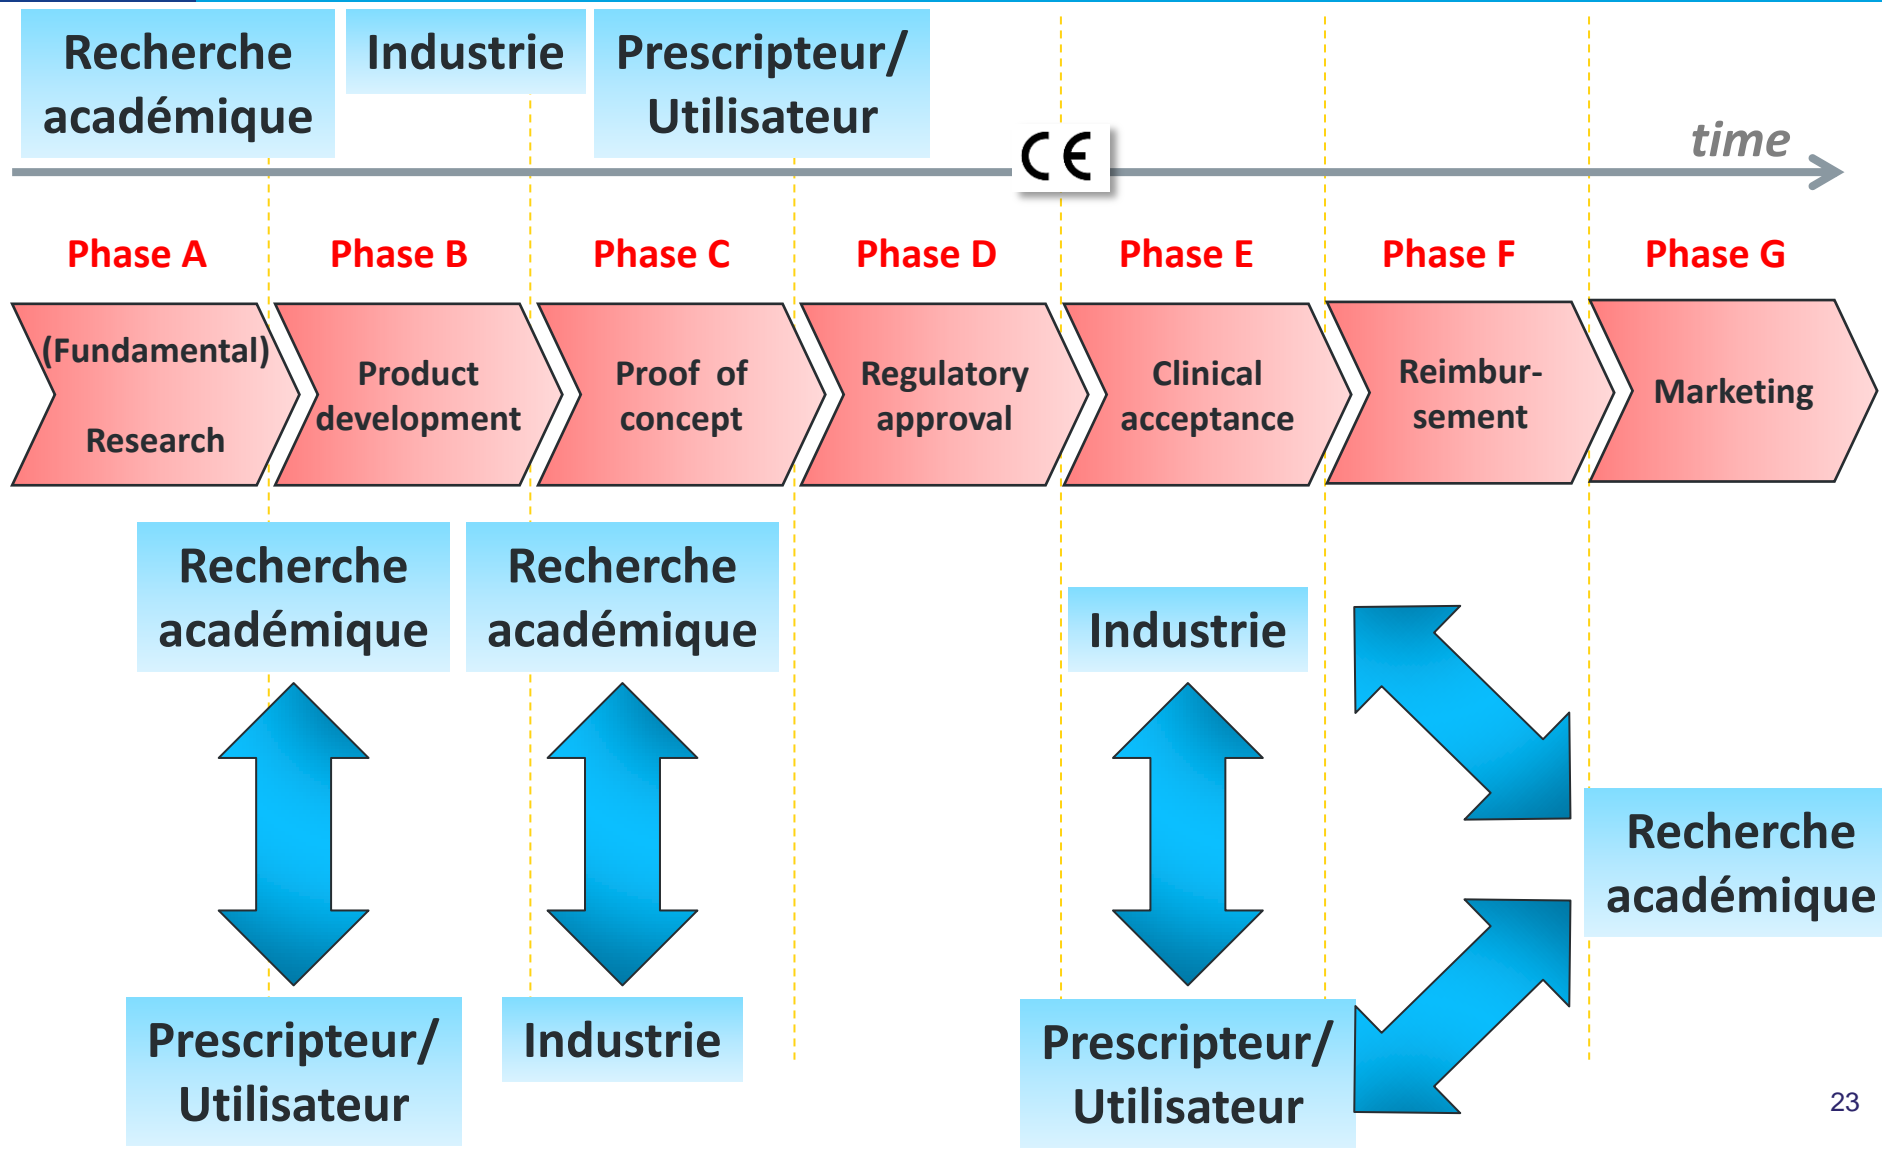 Recherche
académique
Industrie
Prescripteur/
Utilisateur
CE
time
Phase A
Phase B
Phase C
Phase D
Phase E
Phase F
Phase G
(Fundamental)
Research
Product
development
Proof of
concept
Regulatory
approval
Clinical
acceptance
Reimbur-
sement
Marketing
Recherche
académique
Recherche
académique
Industrie
Recherche
académique
Prescripteur/
Utilisateur
Industrie
Prescripteur/
Utilisateur
23